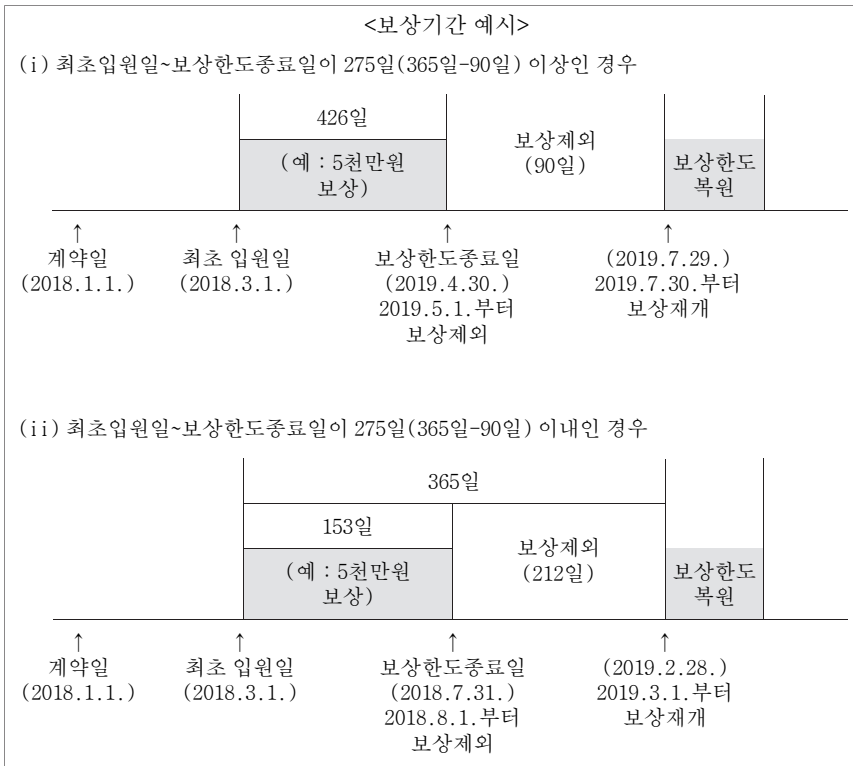 <보상기간 예시>
(i) 최초입원일~보상한도종료일이 275일(365일-90일) 이상인 경우
426일
(예 : 5천만원
보상)
보상제외
(90일)
보상한도
복원
↑
계약일
(2018.1.1.)
↑
최초 입원일
(2018.3.1.)
↑
보상한도종료일
(2019.4.30.)
2019.5.1.부터
보상제외
↑
(2019.7.29.)
2019.7.30.부터
보상재개
(ii) 최초입원일~보상한도종료일이 275일(365일-90일) 이내인 경우
365일
153일
(예 : 5천만원
보상)
보상제외
(212일)
보상한도
복원
↑
계약일
(2018.1.1.)
↑
최초 입원일
(2018.3.1.)
↑
보상한도종료일
(2018.7.31.)
2018.8.1.부터
보상제외
↑
(2019.2.28.)
2019.3.1.부터
보상재개